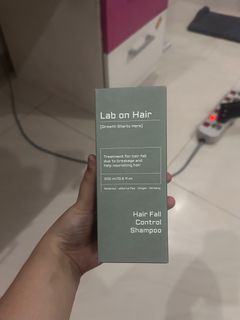 Lab on Hair
[Growth Starts Here]
Treatment for hair fall
due to breakage and
help nourishing hair
Hair Fall
Control
Shampoo